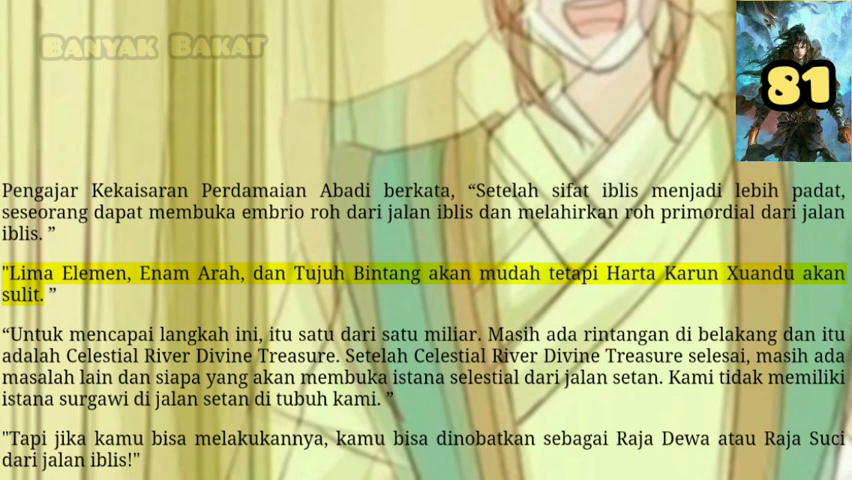 BANYAK BAKAT
81
Pengajar Kekaisaran Perdamaian Abadi berkata, “Setelah sifat iblis menjadi lebih padat,
seseorang dapat membuka embrio roh dari jalan iblis dan melahirkan roh primordial dari jalan
iblis. ”
"Lima Elemen, Enam Arah, dan Tujuh Bintang akan mudah tetapi Harta Karun Xuandu akan
sulit. ”
“Untuk mencapai langkah ini, itu satu dari satu miliar. Masih ada rintangan di belakang dan itu
adalah Celestial River Divine Treasure. Setelah Celestial River Divine Treasure selesai, masih ada
masalah lain dan siapa yang akan membuka istana selestial dari jalan setan. Kami tidak memiliki
istana surgawi di jalan setan di tubuh kami. ”
"Tapi jika kamu bisa melakukannya, kamu bisa dinobatkan sebagai Raja Dewa atau Raja Suci
dari jalan iblis!"